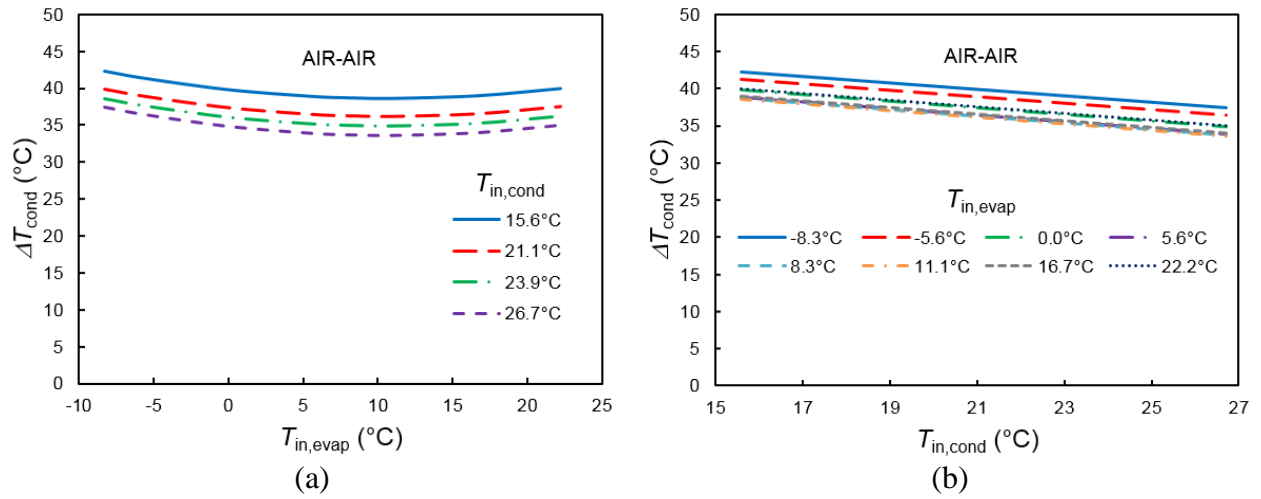 50
45
40
35
30
25
20
15
10
5
0
ΔTcond (°C)
AIR-AIR
Tin,cond
15.6°C
21.1°C
23.9°C
26.7°C
-10 -5 0 5 10 15 20 25
Tin,evap (°C)
(a)
50
45
40
35
30
25
20
15
10
5
0
ΔTcond (°C)
AIR-AIR
Tin,evap
-8.3°C -5.6°C 0.0°C 5.6°C
8.3°C 11.1°C 16.7°C 22.2°C
15 17 19 21 23 25 27
Tin,cond (°C)
(b)